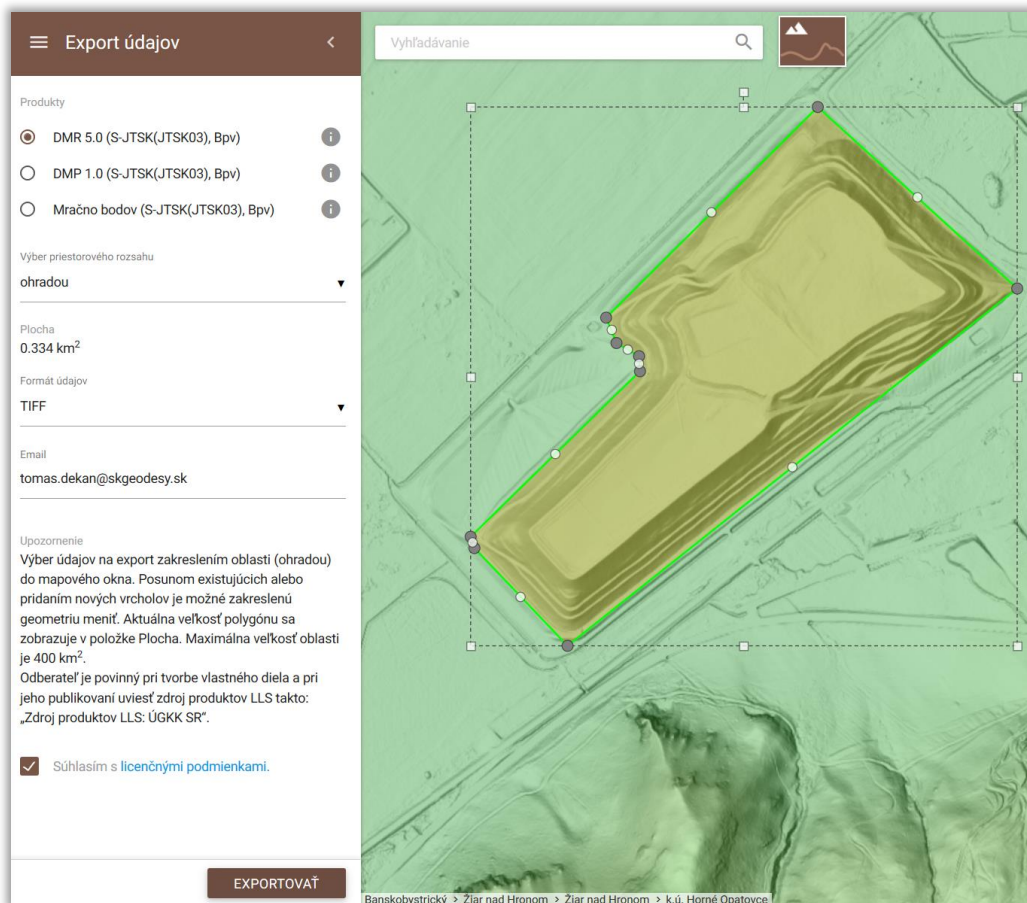 Export údajov
Vyhľadávanie
Produkty
DMR 5.0 (S-JTSK(JTSK03), Bpv)
DMP 1.0 (S-JTSK(JTSK03), Bpv)
Mračno bodov (S-JTSK(JTSK03), Bpv)
Výber priestorového rozsahu
ohradou
Plocha
0.334 km²
Formát údajov
TIFF
Email
tomas.dekan@skgeodesy.sk
Upozornenie
Výber údajov na export zakreslením oblasti (ohradou)
do mapového okna. Posunom existujúcich alebo
pridaním nových vrcholov je možné zakreslenú
geometriu meniť. Aktuálna veľkosť polygónu sa
zobrazuje v položke Plocha. Maximálna veľkosť oblasti
je 400 km².
Odberateľ je povinný pri tvorbe vlastného diela a pri
jeho publikovaní uviesť zdroj produktov LLS takto:
„Zdroj produktov LLS: ÚGKK SR“.
Súhlasím s licenčnými podmienkami.
EXPORTOVAŤ
Banskobystrický > Žiar nad Hronom > Žiar nad Hronom > k.ú. Horné Opatovce